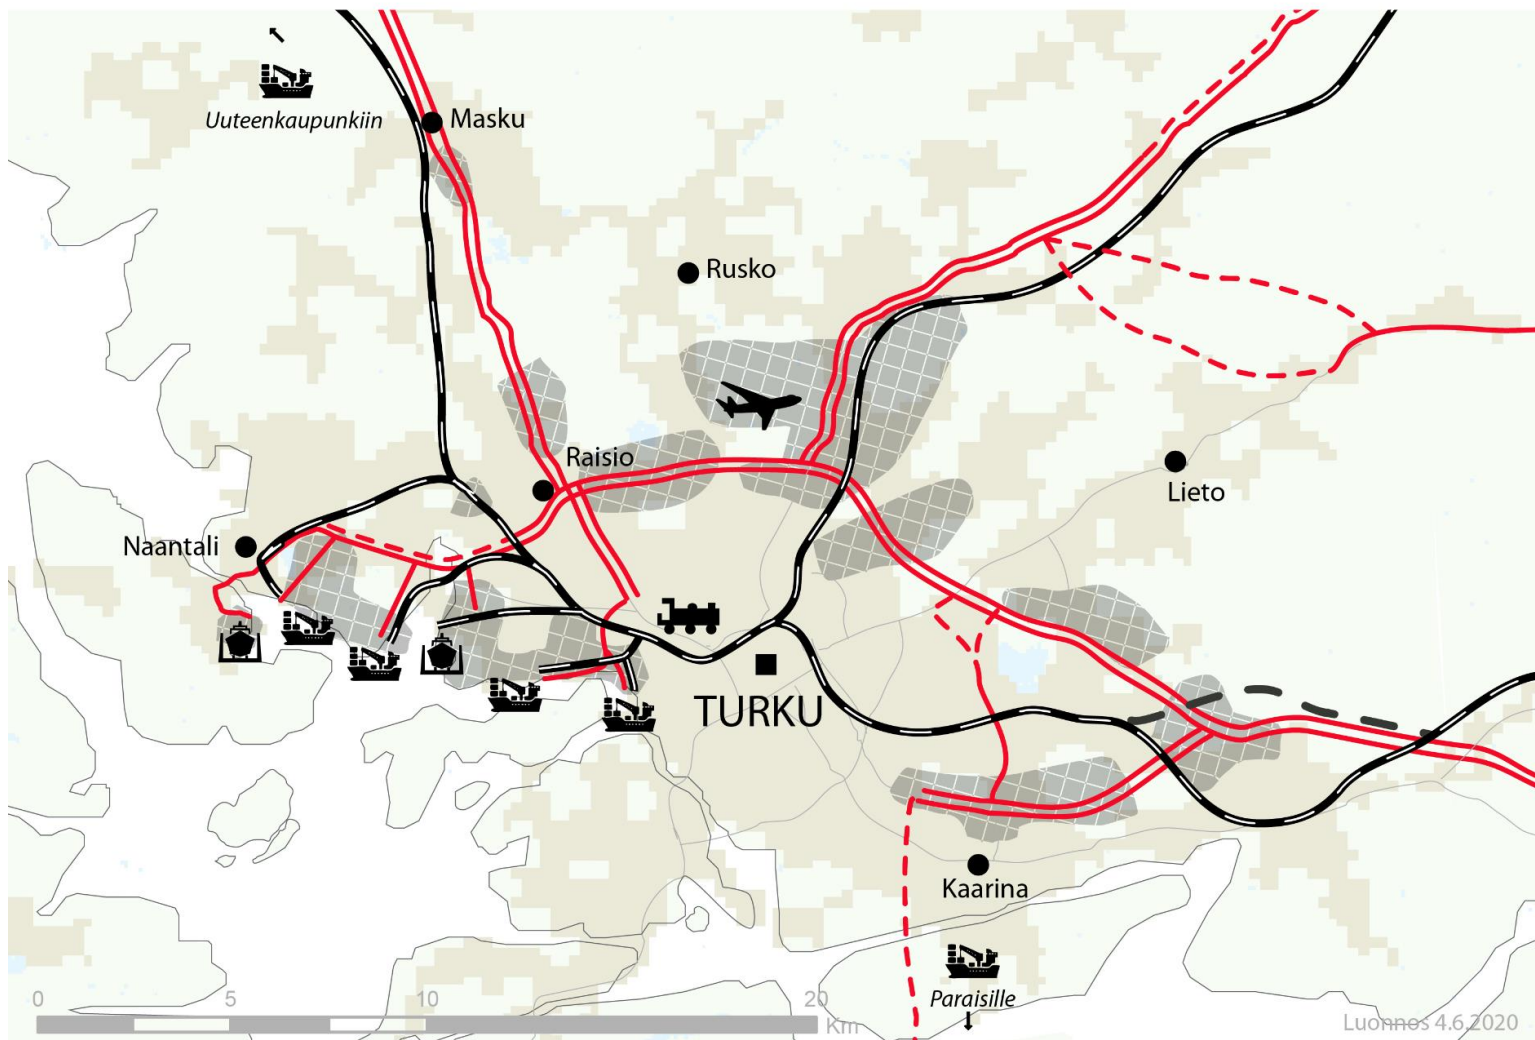 Uuteenkaupunkiin
Masku
Rusko
Raisio
Lieto
Naantali
TURKU
Kaarina
Paraisille
0 5 10 20
Km
Luonnos 4.6.2020